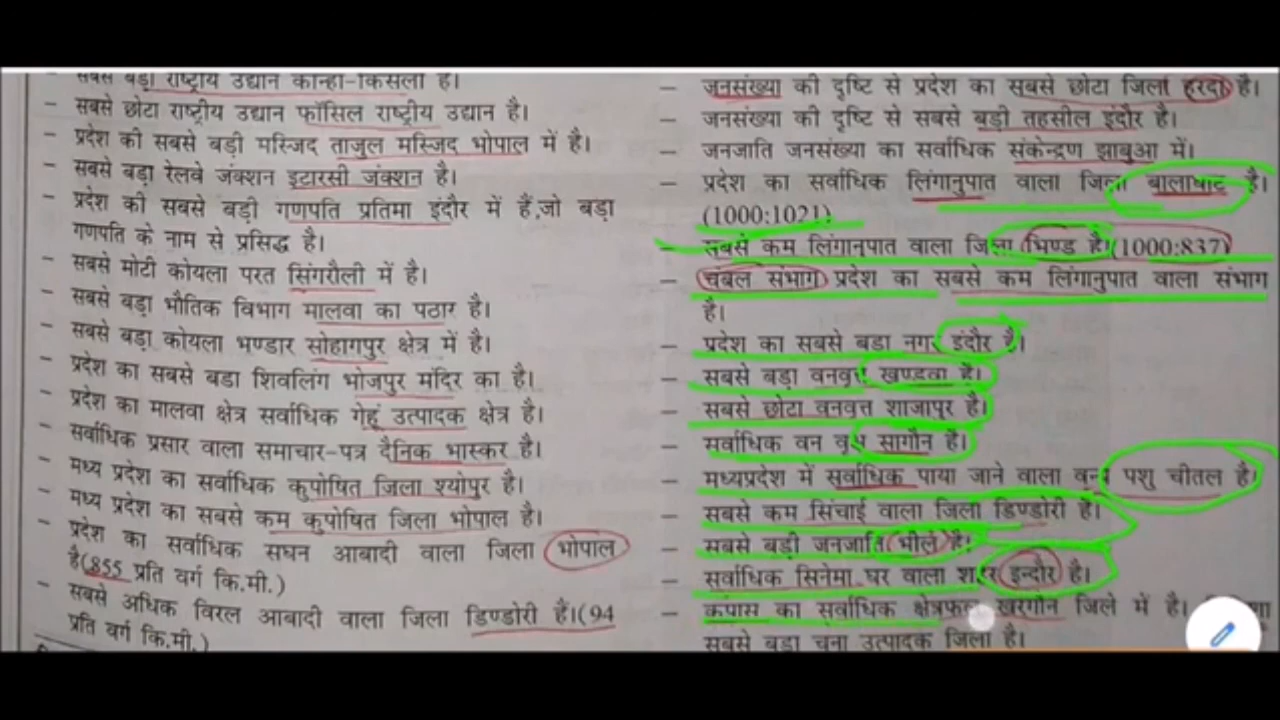 सबसे बड़ा राष्ट्रीय उद्यान कान्हा-किसली है।
– सबसे छोटा राष्ट्रीय उद्यान फॉसिल राष्ट्रीय उद्यान है।
– प्रदेश की सबसे बड़ी मस्जिद ताजुल मस्जिद भोपाल में है।
– सबसे बड़ा रेलवे जंक्शन इटारसी जंक्शन है।
– प्रदेश की सबसे बड़ी गणपति प्रतिमा इंदौर में हैं,जो बड़ा
गणपति के नाम से प्रसिद्ध है।
– सबसे मोटी कोयला परत सिंगरौली में है।
– सबसे बड़ा भौतिक विभाग मालवा का पठार है।
– सबसे बड़ा कोयला भण्डार सोहागपुर क्षेत्र में है।
– प्रदेश का सबसे बडा शिवलिंग भोजपुर मंदिर का है।
– प्रदेश का मालवा क्षेत्र सर्वाधिक गेहूं उत्पादक क्षेत्र है।
– सर्वाधिक प्रसार वाला समाचार-पत्र दैनिक भास्कर है।
– मध्य प्रदेश का सर्वाधिक कुपोषित जिला श्योपुर है।
– मध्य प्रदेश का सबसे कम कुपोषित जिला भोपाल है।
– प्रदेश का सर्वाधिक सघन आबादी वाला जिला भोपाल
है(855 प्रति वर्ग कि.मी.)
– सबसे अधिक विरल आबादी वाला जिला डिण्डोरी है।(94
प्रति वर्ग कि.मी.)
– जनसंख्या की दृष्टि से प्रदेश का सबसे छोटा जिला हरदा है।
– जनसंख्या की दृष्टि से सबसे बड़ी तहसील इंदौर है।
– जनजाति जनसंख्या का सर्वाधिक संकेन्द्रण झाबुआ में।
– प्रदेश का सर्वाधिक लिंगानुपात वाला जिला बालाघाट है।
(1000:1021)
– सबसे कम लिंगानुपात वाला जिला भिण्ड है।(1000:837)
– चंबल संभाग प्रदेश का सबसे कम लिंगानुपात वाला संभाग
है।
– प्रदेश का सबसे बडा नगर इंदौर है।
– सबसे बड़ा वनवृत्त खण्डवा है।
– सबसे छोटा वनवृत्त शाजापुर है।
– सर्वाधिक वन वृक्ष सागौन है।
– मध्यप्रदेश में सर्वाधिक पाया जाने वाला वन्य पशु चीतल है।
– सबसे कम सिंचाई वाला जिला डिण्डोरी है।
– सबसे बड़ी जनजाति भील है।
– सर्वाधिक सिनेमा घर वाला शहर इन्दौर है।
– कपास का सर्वाधिक क्षेत्रफल खरगौन जिले में है।
सबसे बड़ा चना उत्पादक जिला है।